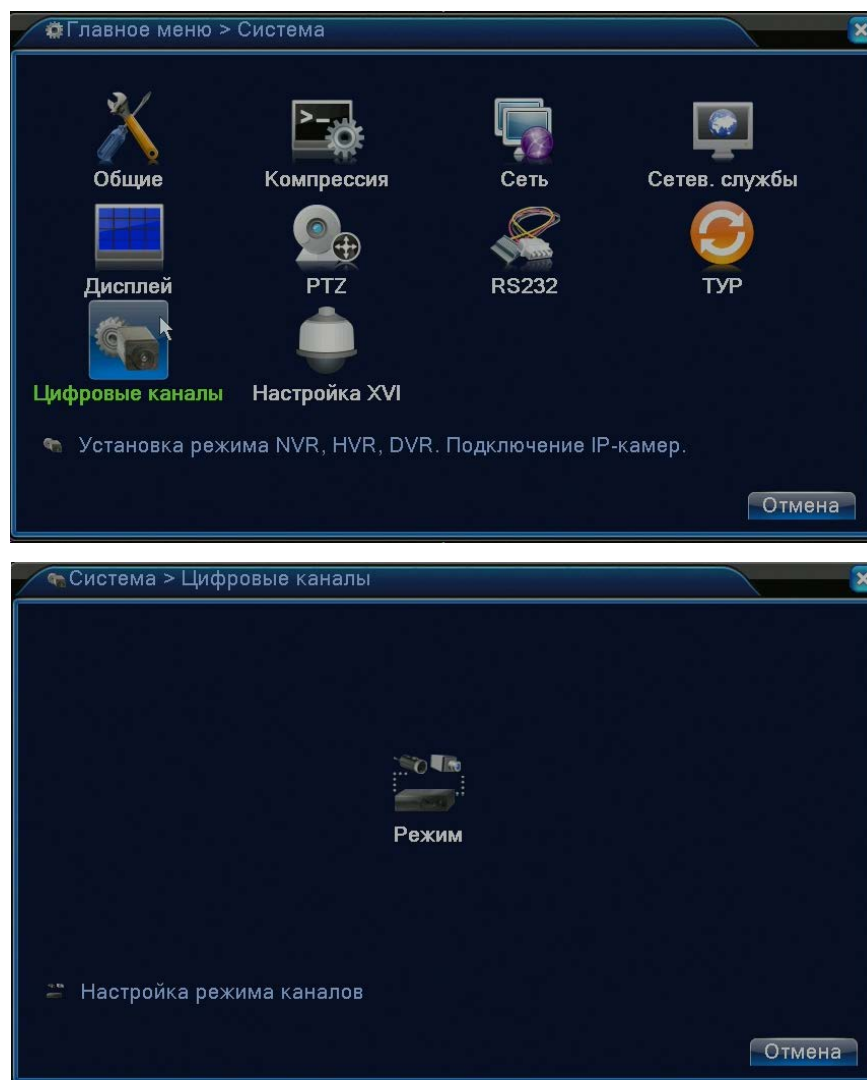 Главное меню > Система
Общие
Компрессия
Сеть
Сетев. службы
Дисплей
PTZ
RS232
ТУР
Цифровые каналы
Настройка XVI
Установка режима NVR, HVR, DVR. Подключение IP-камер.
Отмена
Система > Цифровые каналы
Режим
Настройка режима каналов
Отмена